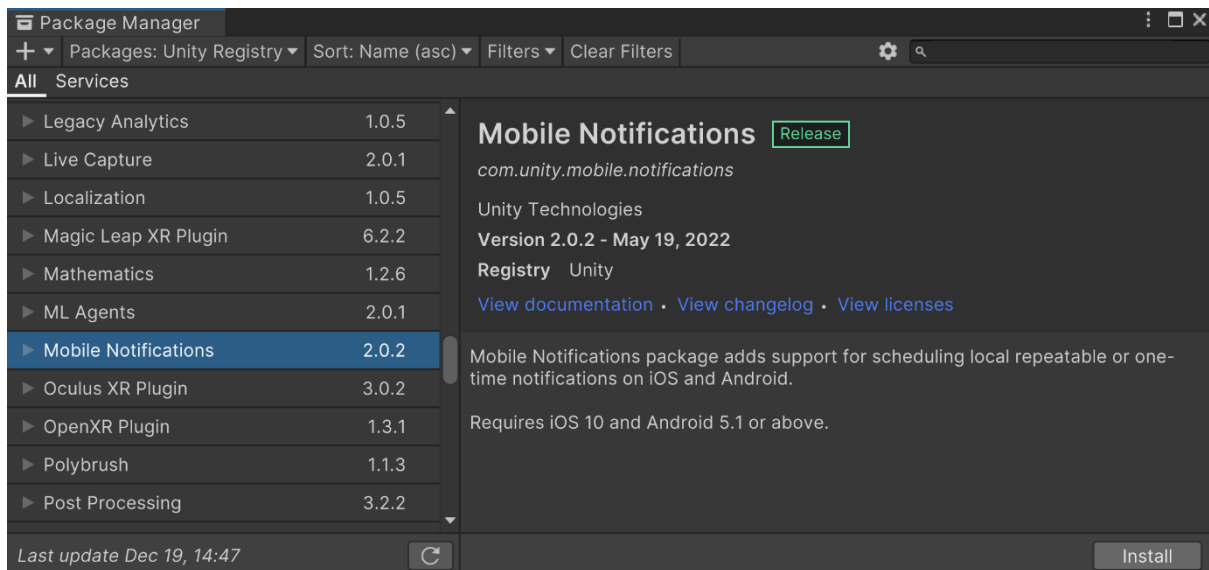 Package Manager
Packages: Unity Registry Sort: Name (asc) Filters Clear Filters
All Services
Legacy Analytics 1.0.5
Live Capture 2.0.1
Localization 1.0.5
Magic Leap XR Plugin 6.2.2
Mathematics 1.2.6
ML Agents 2.0.1
Mobile Notifications 2.0.2
Oculus XR Plugin 3.0.2
OpenXR Plugin 1.3.1
Polybrush 1.1.3
Post Processing 3.2.2
Last update Dec 19, 14:47
Mobile Notifications Release
com.unity.mobile.notifications
Unity Technologies
Version 2.0.2 - May 19, 2022
Registry Unity
View documentation • View changelog • View licenses
Mobile Notifications package adds support for scheduling local repeatable or one-
time notifications on iOS and Android.
Requires iOS 10 and Android 5.1 or above.
Install